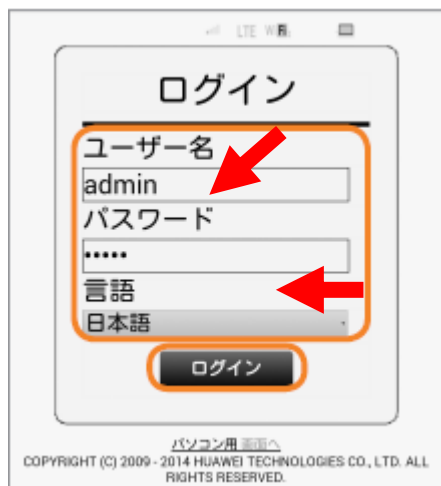 LTE
ログイン
ユーザー名
admin
パスワード
•••••
言語
日本語
ログイン
パソコン用 画面へ
COPYRIGHT (C) 2009 - 2014 HUAWEI TECHNOLOGIES CO., LTD. ALL
RIGHTS RESERVED.